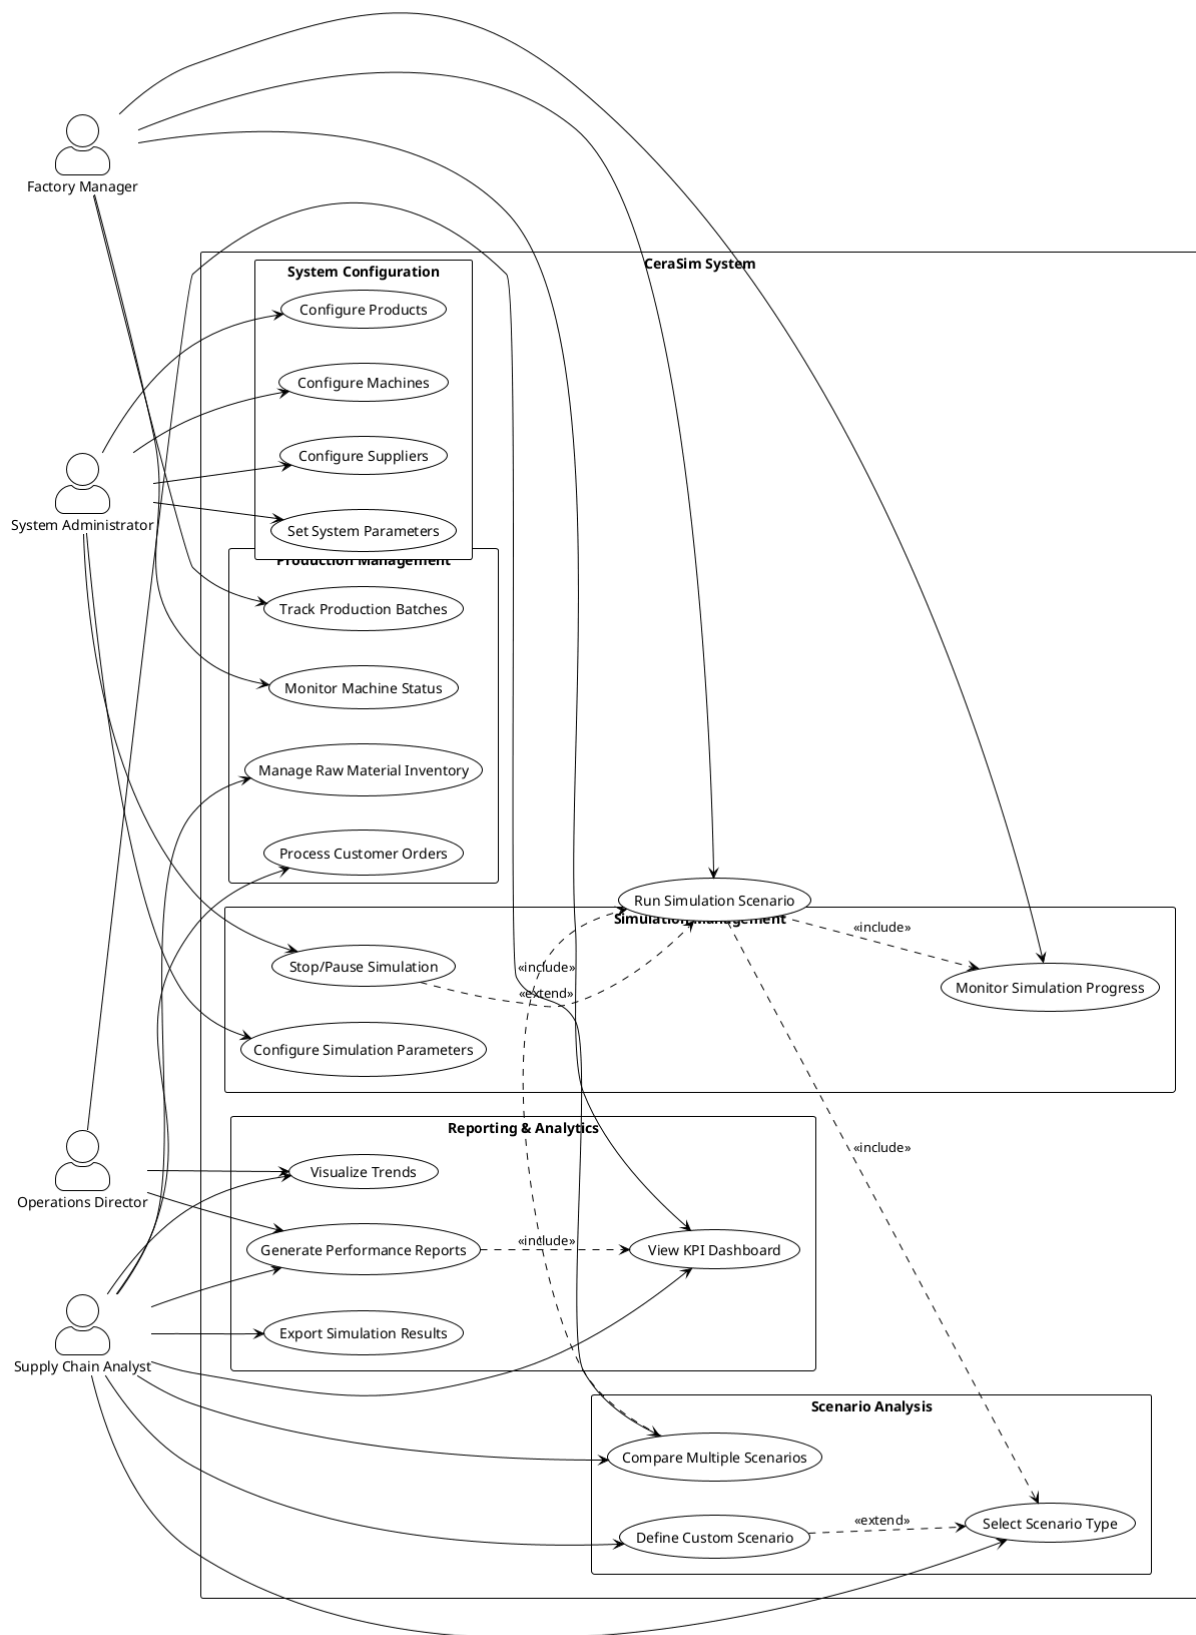 Factory Manager
CeraSim System
System Configuration
Configure Products
Configure Machines
Configure Suppliers
System Administrator
Set System Parameters
Production Management
Track Production Batches
Monitor Machine Status
Manage Raw Material Inventory
Process Customer Orders
Run Simulation Scenario
Simulation Management
«include»
Stop/Pause Simulation
«include»
Monitor Simulation Progress
«extend»
Configure Simulation Parameters
Reporting & Analytics
«include»
Visualize Trends
Operations Director
Generate Performance Reports
«include»
View KPI Dashboard
Export Simulation Results
Supply Chain Analyst
Scenario Analysis
Compare Multiple Scenarios
Define Custom Scenario
«extend»
Select Scenario Type